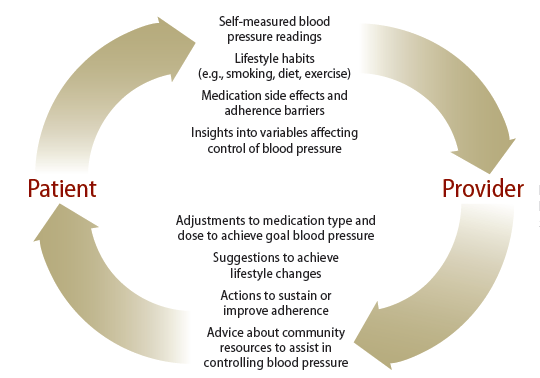 Self-measured blood
pressure readings
Lifestyle habits
(e.g., smoking, diet, exercise)
Medication side effects and
adherence barriers
Insights into variables affecting
control of blood pressure
Patient
Provider
Adjustments to medication type and
dose to achieve goal blood pressure
Suggestions to achieve
lifestyle changes
Actions to sustain or
improve adherence
Advice about community
resources to assist in
controlling blood pressure